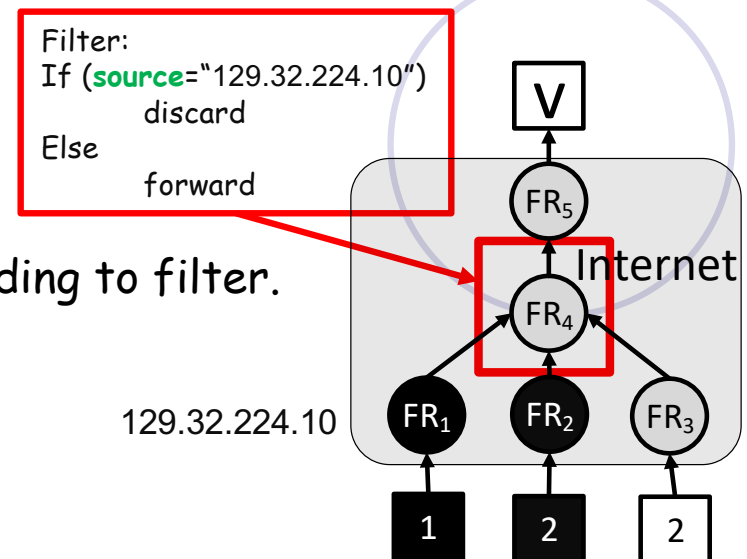 Filter:
If (source=“129.32.224.10”)
discard
Else
forward
V
FR5
Internet
ding to filter.
FR4
129.32.224.10
FR1
FR2
FR3
1
2
2